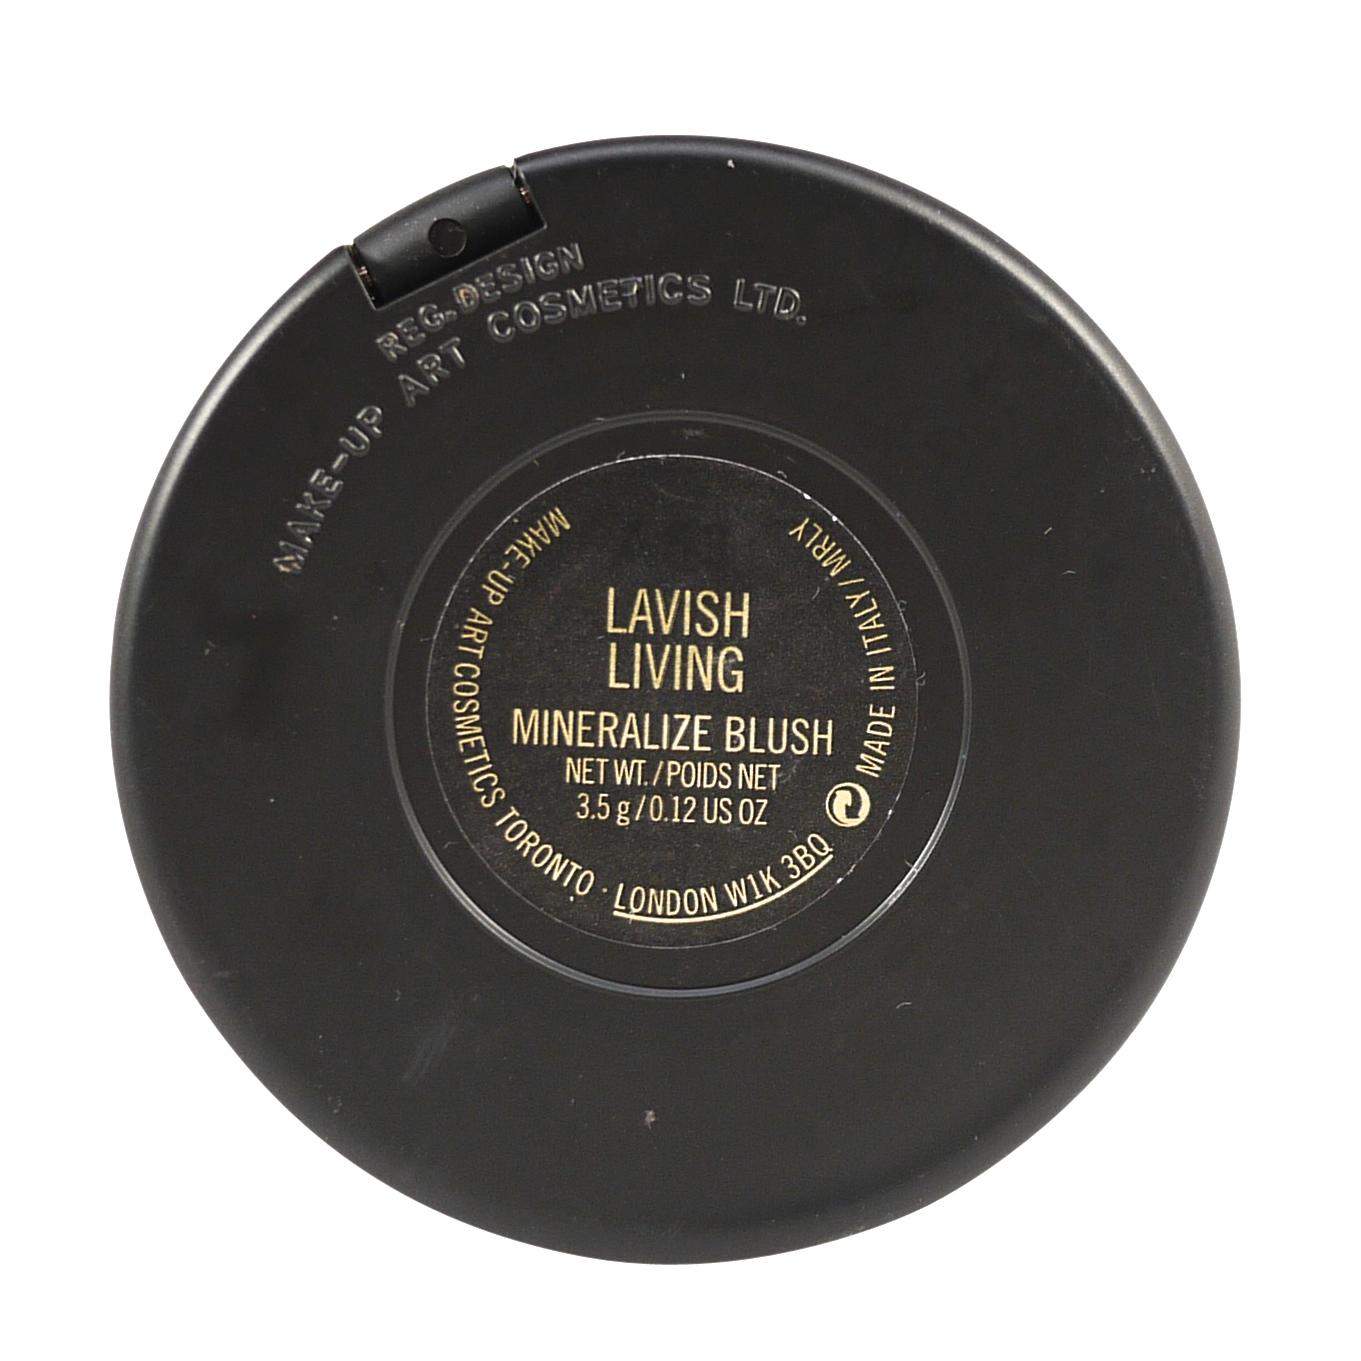 REG. DESIGN
MAKE-UP ART COSMETICS LTD.
LAVISH
LIVING
MINERALIZE BLUSH
NET WT. / POIDS NET
3.5 g / 0.12 US OZ
MAKE-UP ART COSMETICS TORONTO · LONDON W1K 3BQ
MADE IN ITALY / MRLY